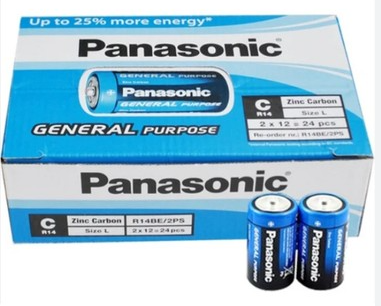 Up to 25% more energy*
Panasonic
GENERAL PURPOSE
Panasonic
C
R14
Zinc Carbon
Size L
2 x 12 = 24 pcs
Re-order nr.: R14BE/2PS
GENERAL PURPOSE
Panasonic
C
R14
Zinc Carbon
R14BE/2PS
Size L
2 x 12 = 24 pcs
Panasonic
GENERAL PURPOSE
Panasonic
GENERAL PURPOSE